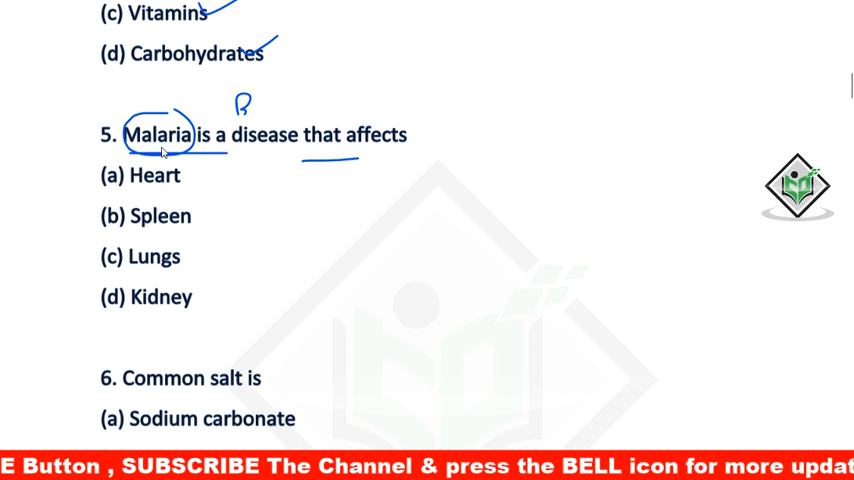 (c) Vitamins
(d) Carbohydrates
B
5. Malaria is a disease that affects
(a) Heart
(b) Spleen
(c) Lungs
(d) Kidney
6. Common salt is
(a) Sodium carbonate
E Button , SUBSCRIBE The Channel & press the BELL icon for more updat